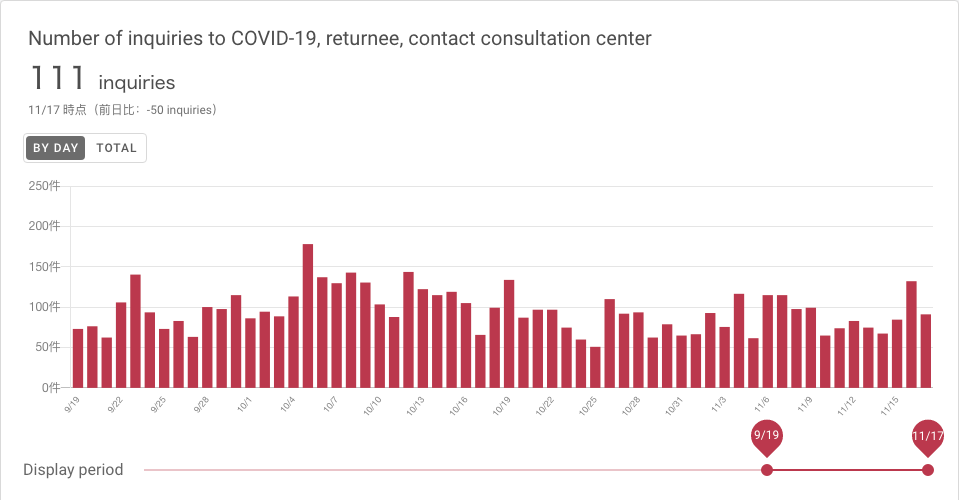 Number of inquiries to COVID-19, returnee, contact consultation center
111 inquiries
11/17 時点（前日比：-50 inquiries）
BY DAY TOTAL
250件
200件
150件
100件
50件
0件
9/19 9/22 9/25 9/28 10/1 10/4 10/7 10/10 10/13 10/16 10/19 10/22 10/25 10/28 10/31 11/3 11/6 11/9 11/12 11/15
9/19 11/17
Display period